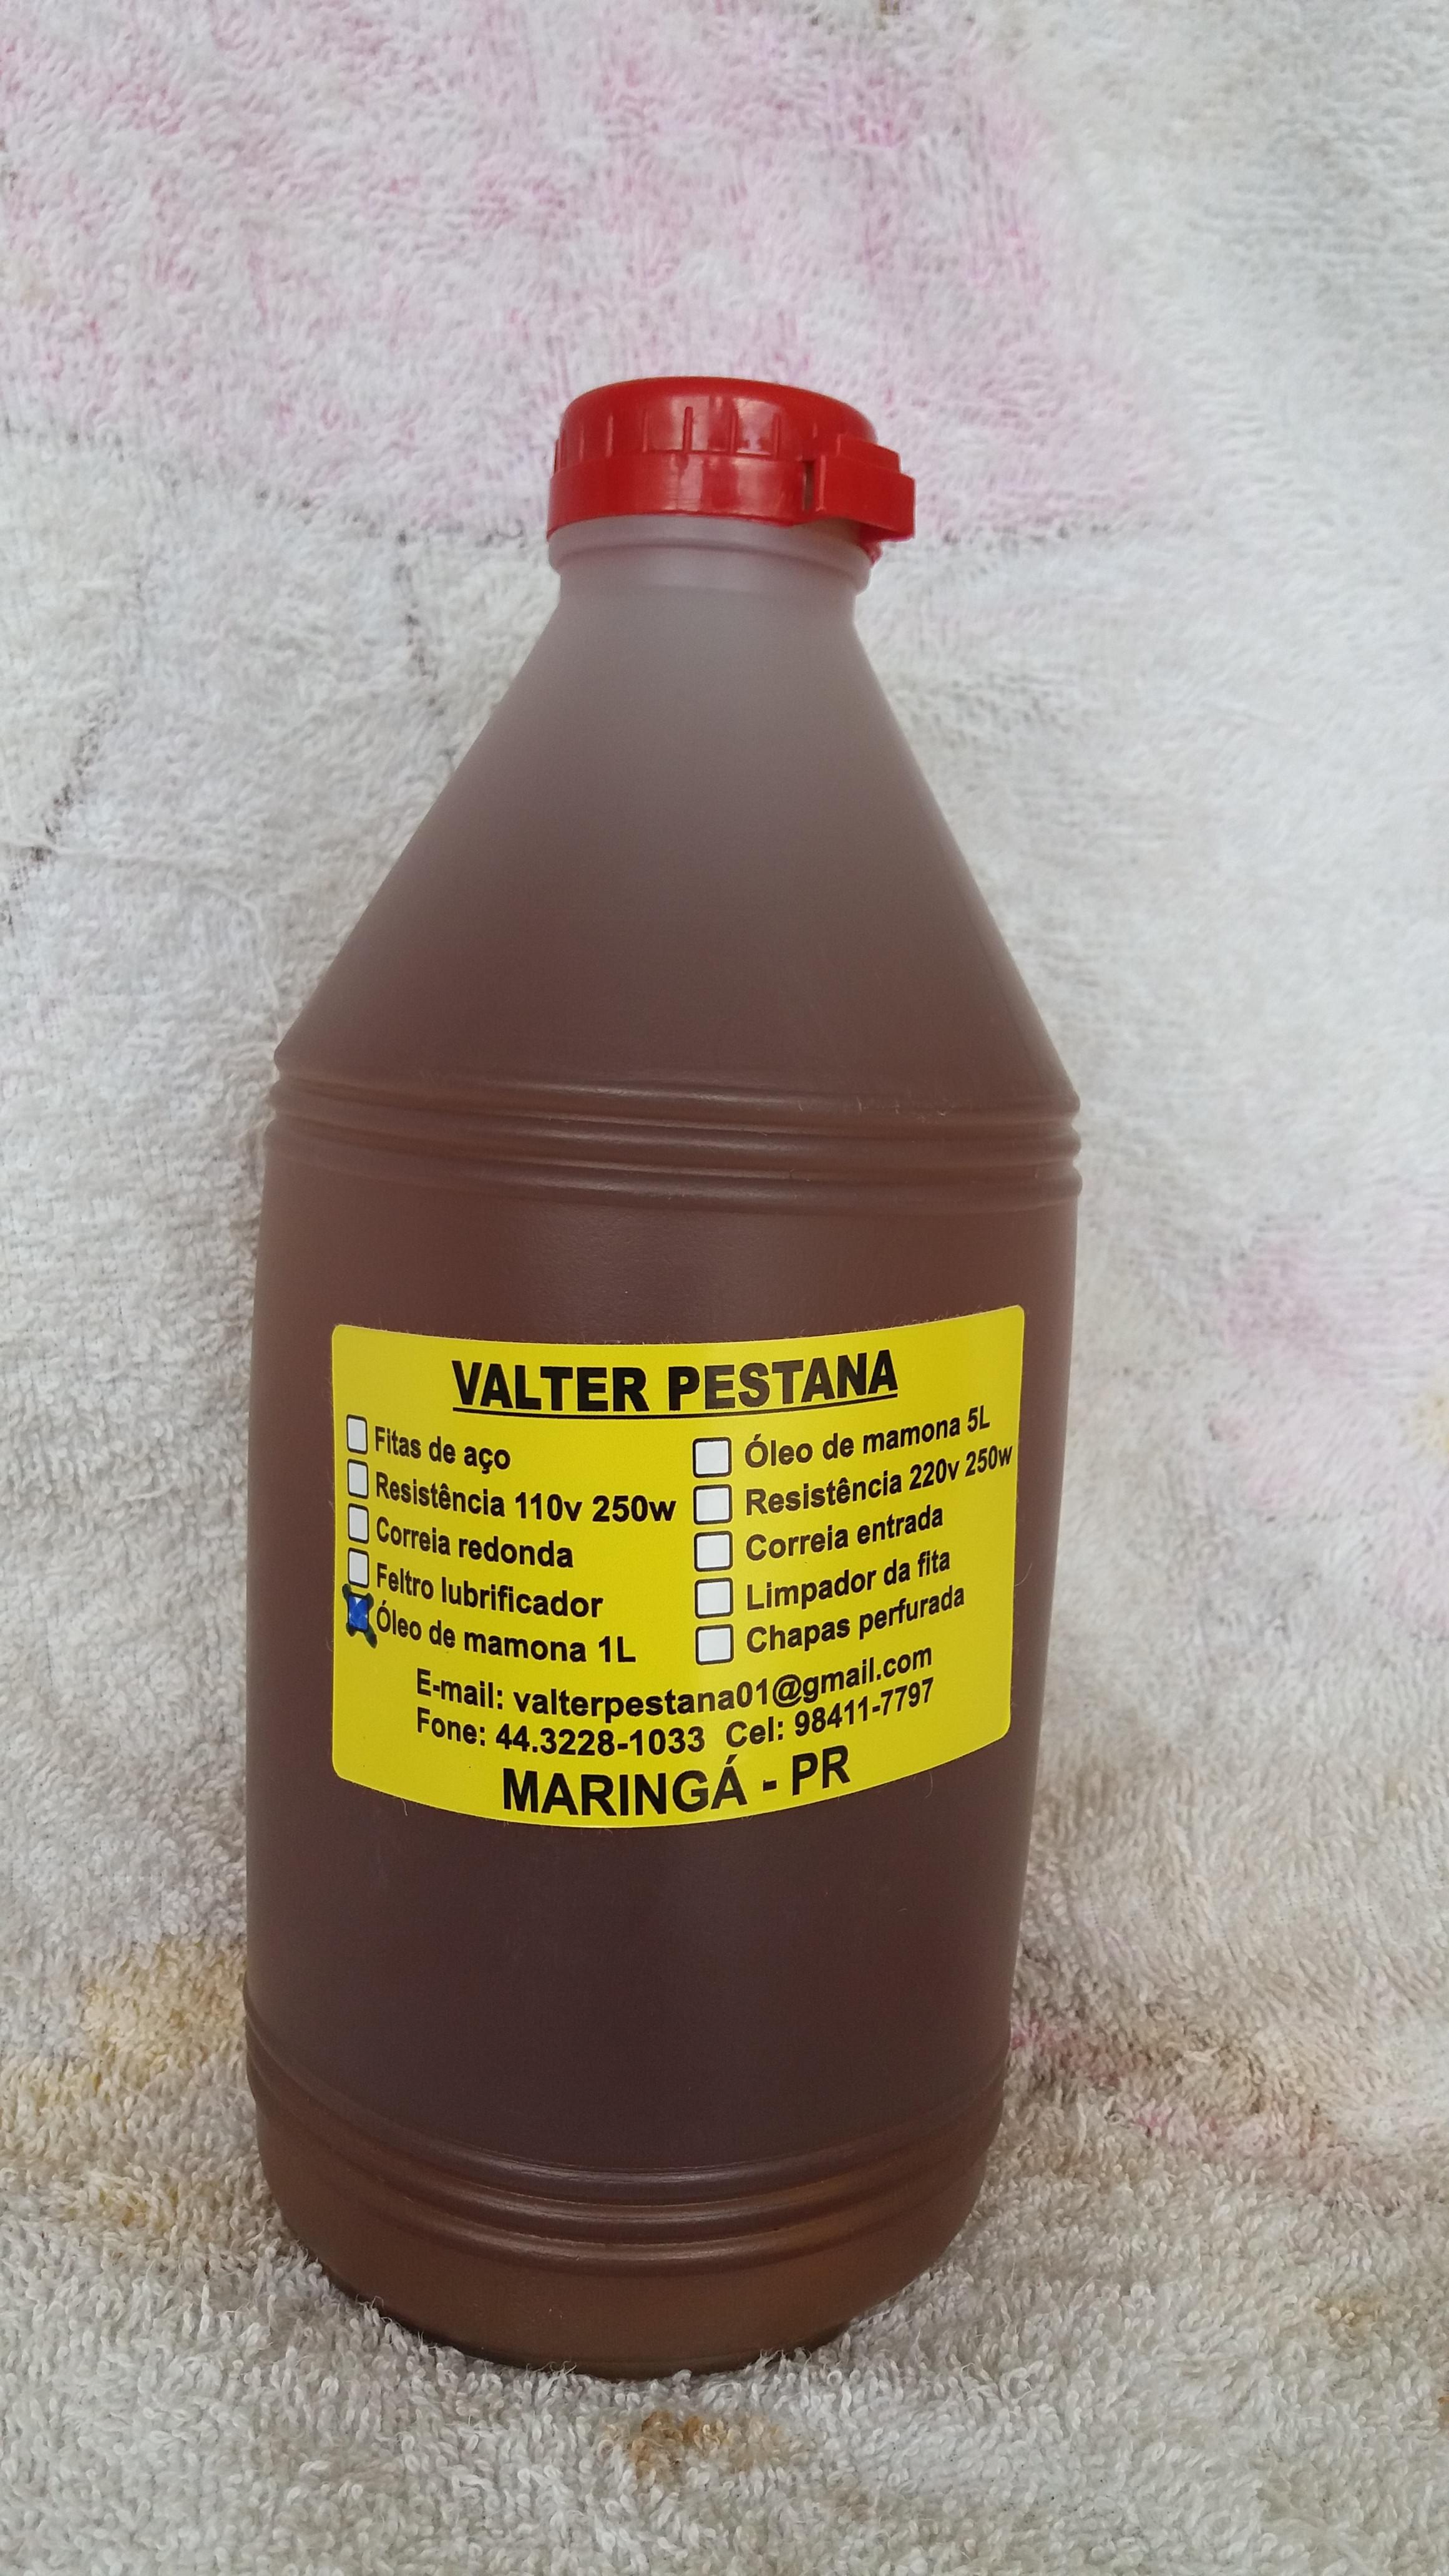 VALTER PESTANA
Fitas de aço
Resistência 110v 250w
Correia redonda
Feltro lubrificador
Óleo de mamona 1L
Óleo de mamona 5L
Resistência 220v 250w
Correia entrada
Limpador da fita
Chapas perfurada
E-mail: valterpestana01@gmail.com
Fone: 44.3228-1033 Cel: 98411-7797
MARINGÁ - PR